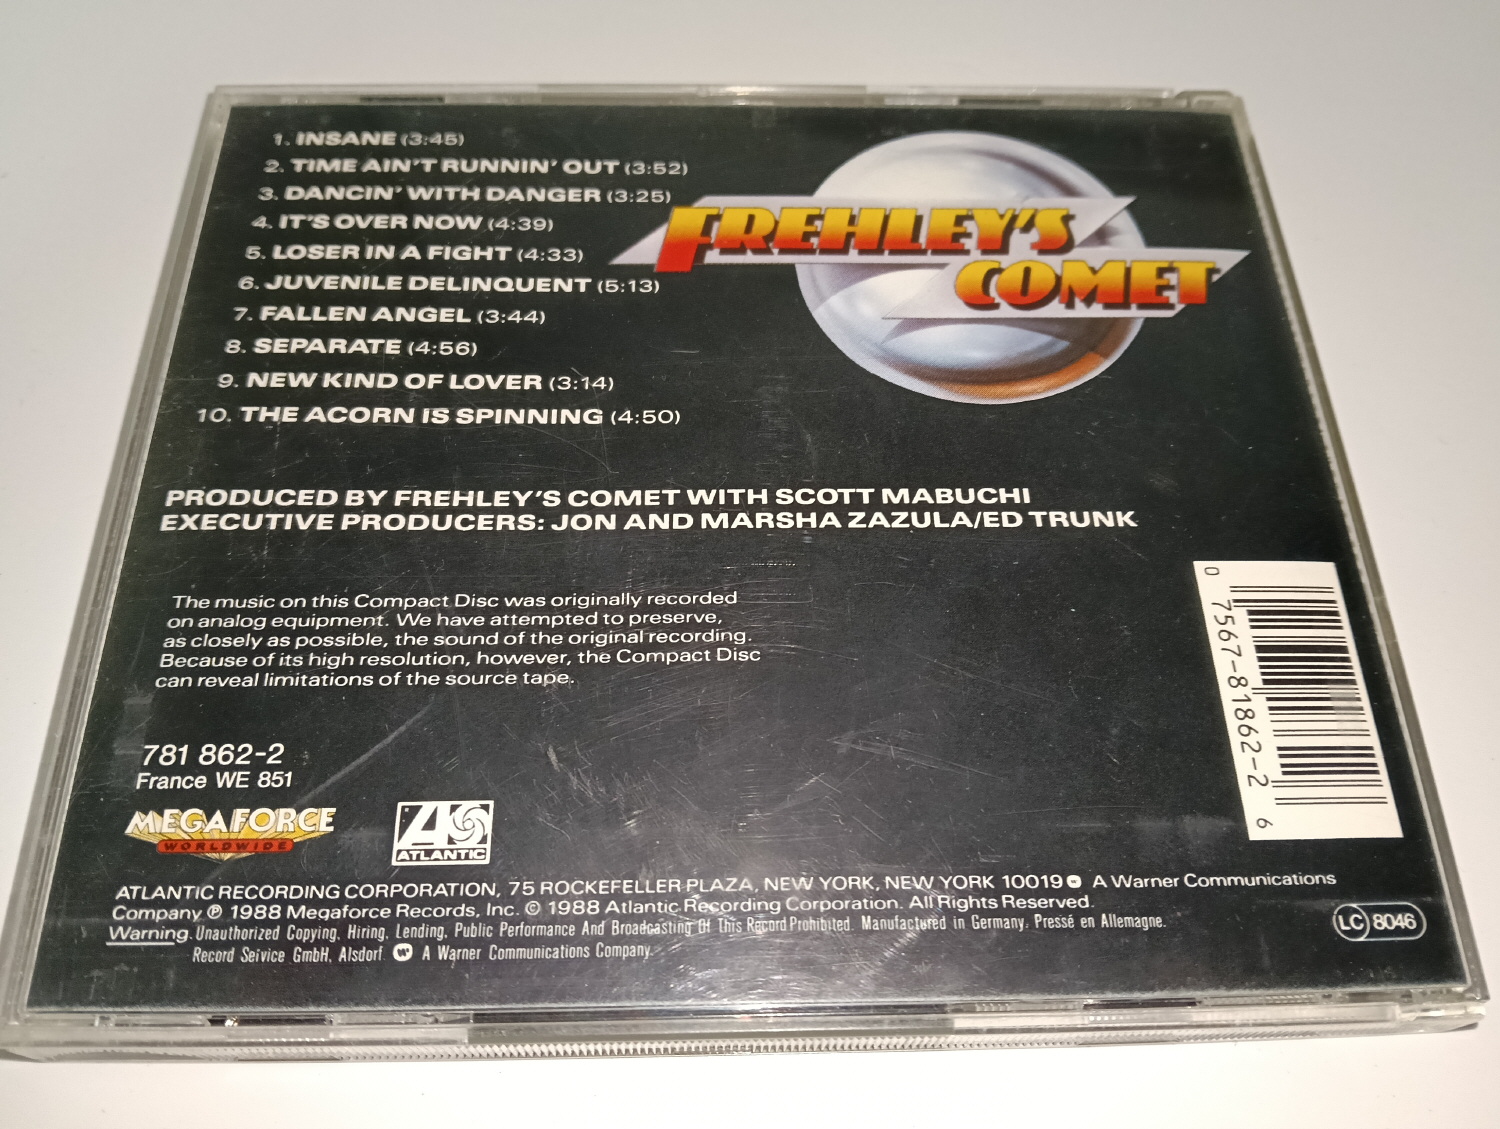 1. INSANE (3:45)
2. TIME AIN'T RUNNIN' OUT (3:52)
3. DANCIN' WITH DANGER (3:25)
4. IT'S OVER NOW (4:39)
5. LOSER IN A FIGHT (4:33)
6. JUVENILE DELINQUENT (5:13)
7. FALLEN ANGEL (3:44)
8. SEPARATE (4:56)
9. NEW KIND OF LOVER (3:14)
10. THE ACORN IS SPINNING (4:50)
FREHLEY'S
COMET
PRODUCED BY FREHLEY'S COMET WITH SCOTT MABUCHI
EXECUTIVE PRODUCERS: JON AND MARSHA ZAZULA/ED TRUNK
The music on this Compact Disc was originally recorded
on analog equipment. We have attempted to preserve,
as closely as possible, the sound of the original recording.
Because of its high resolution, however, the Compact Disc
can reveal limitations of the source tape.
0 7567-81862-2 6
781 862-2
France WE 851
MEGAFORCE
WORLDWIDE
ATLANTIC
ATLANTIC RECORDING CORPORATION, 75 ROCKEFELLER PLAZA, NEW YORK, NEW YORK 10019 A Warner Communications
Company ℗ 1988 Megaforce Records, Inc. © 1988 Atlantic Recording Corporation. All Rights Reserved.
Warning. Unauthorized Copying, Hiring, Lending, Public Performance And Broadcasting Of This Record Prohibited. Manufactured in Germany. Pressé en Allemagne.
Record Service GmbH, Alsdorf A Warner Communications Company.
LC 8046